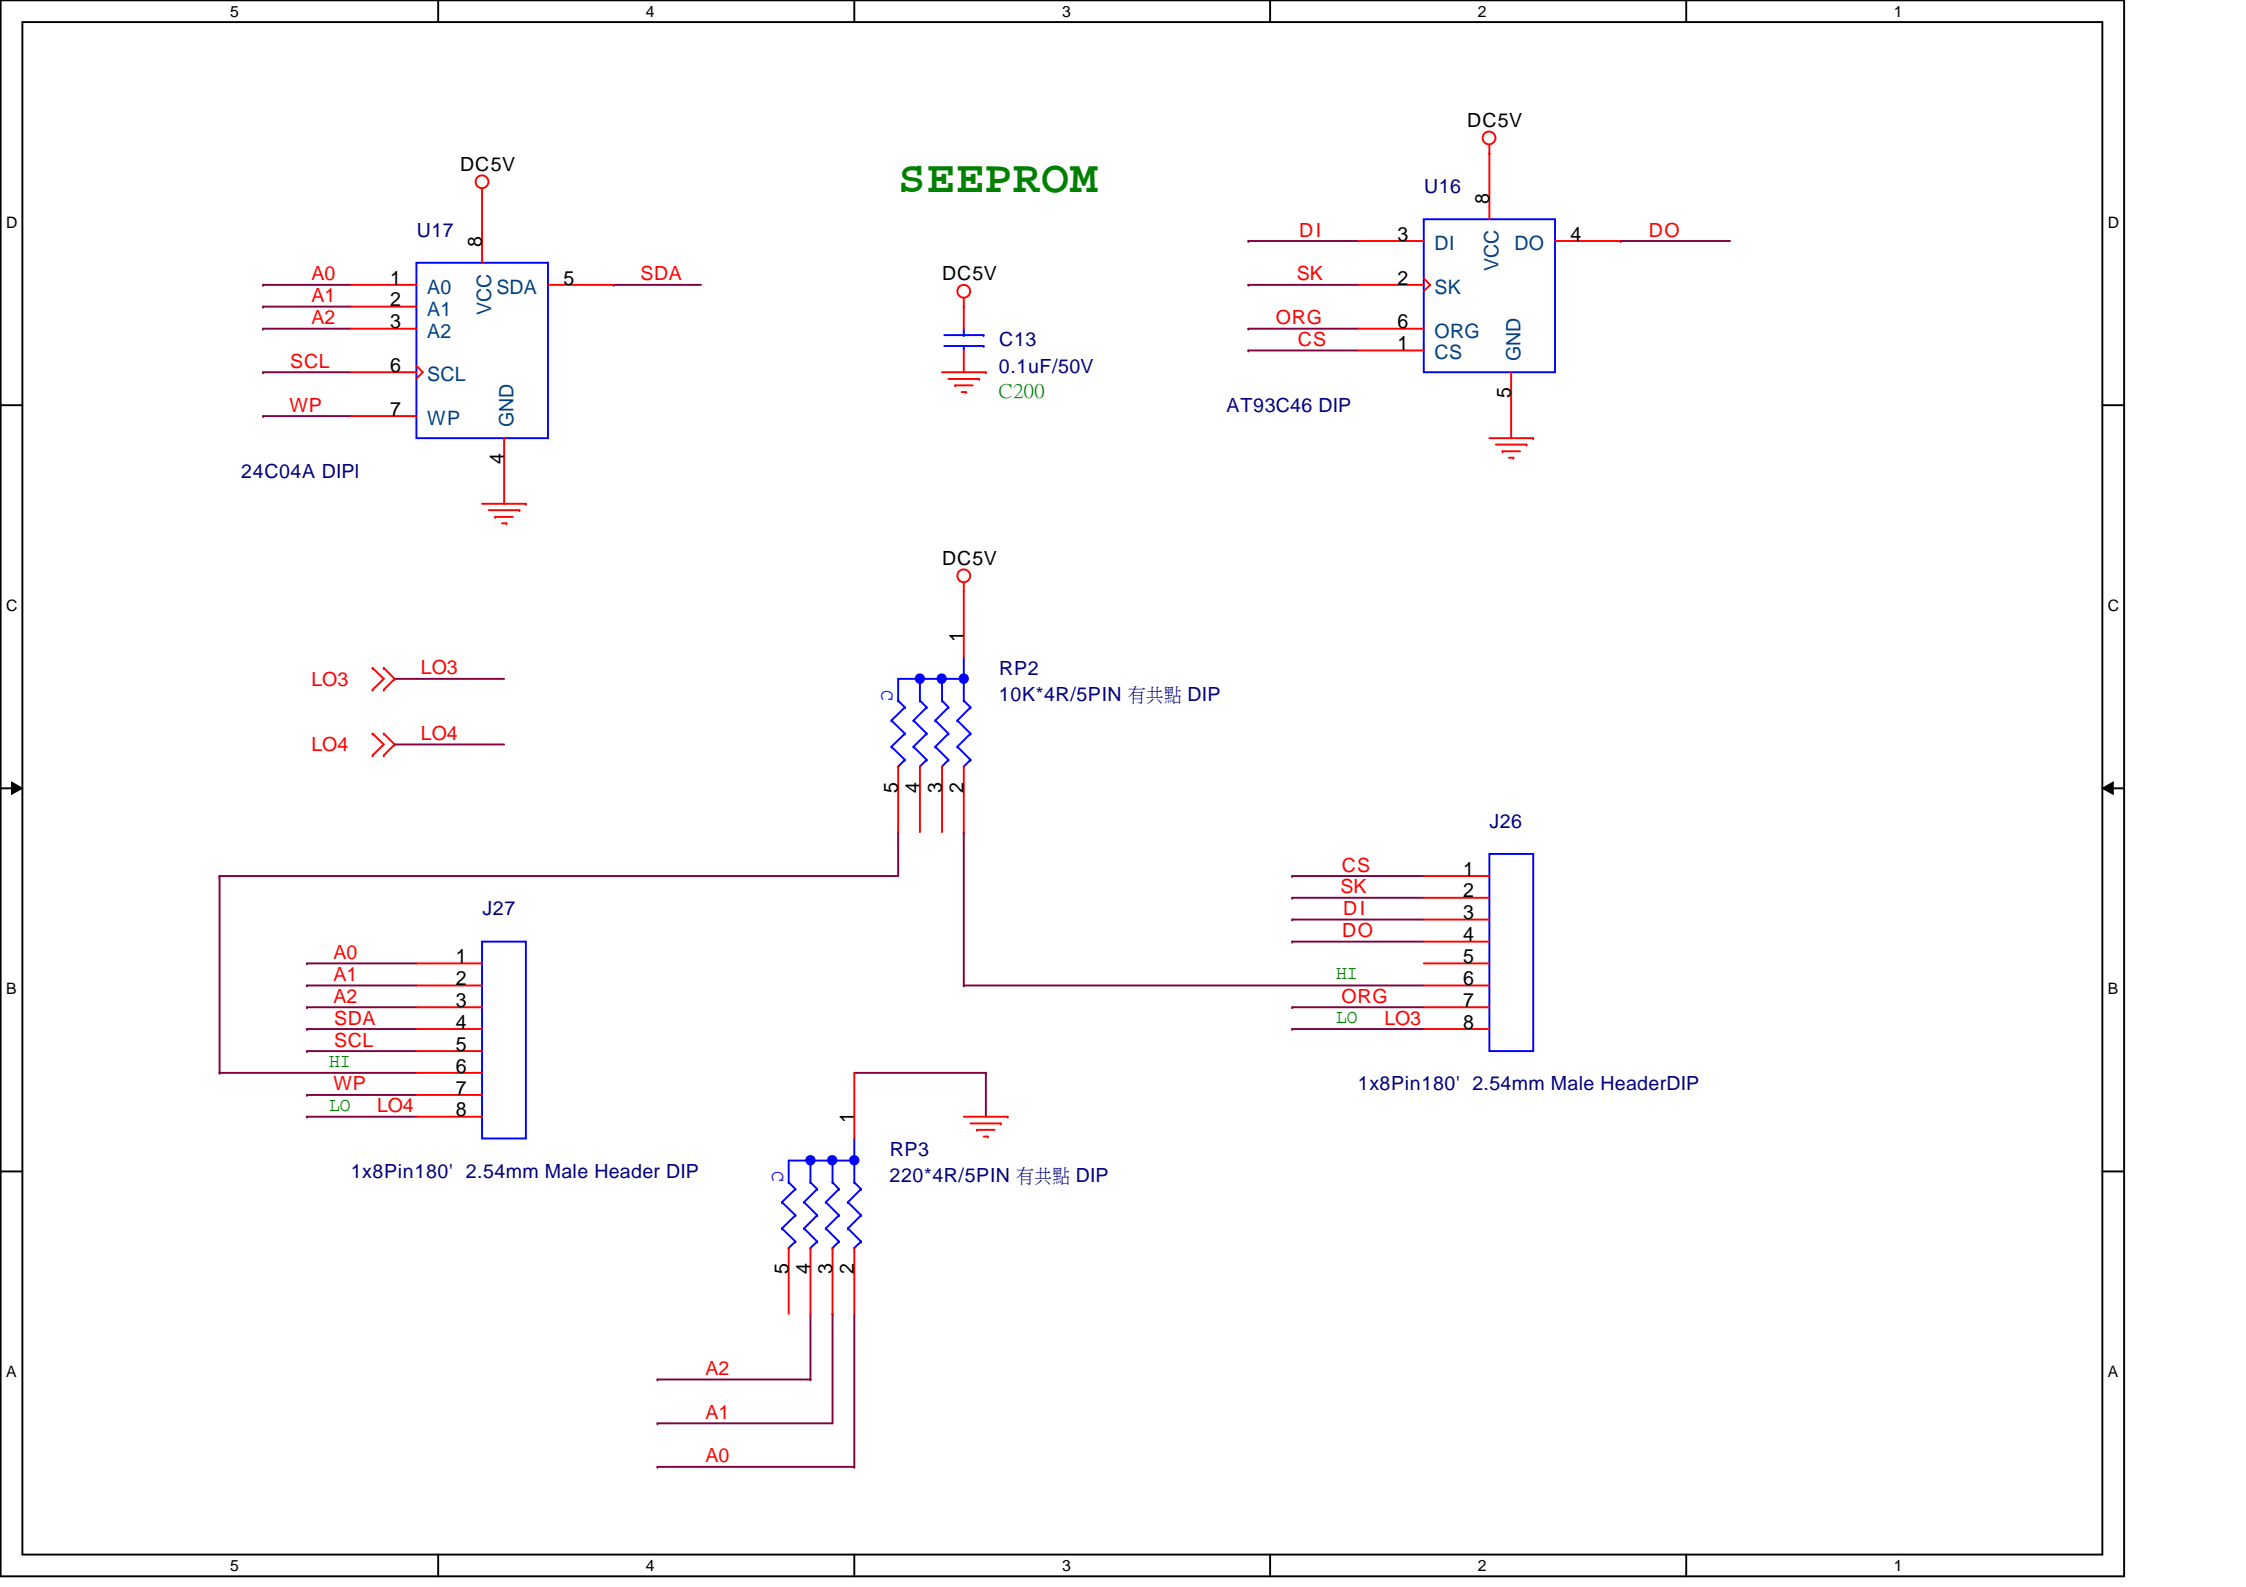 5 4 3 2 1
D D
C C
B B
A A
SEEPROM
DC5V
U17
8
A0 1 A0
A1 2 A1
A2 3 A2
SCL 6 SCL
WP 7 WP
VCC SDA 5 SDA
GND
4
24C04A DIPl
DC5V
C13
0.1uF/50V
C200
DC5V
U16
8
DI 3 DI
SK 2 SK
ORG 6 ORG
CS 1 CS
VCC DO 4 DO
GND
5
AT93C46 DIP
LO3 LO3
LO4 LO4
DC5V
1
RP2
10K*4R/5PIN 有共點 DIP
C
5 4 3 2
J27
A0 1
A1 2
A2 3
SDA 4
SCL 5
HI 6
WP 7
LO LO4 8
1x8Pin180' 2.54mm Male Header DIP
J26
CS 1
SK 2
DI 3
DO 4
5
HI 6
ORG 7
LO LO3 8
1x8Pin180' 2.54mm Male HeaderDIP
1
RP3
220*4R/5PIN 有共點 DIP
C
5 4 3 2
A2
A1
A0
5 4 3 2 1